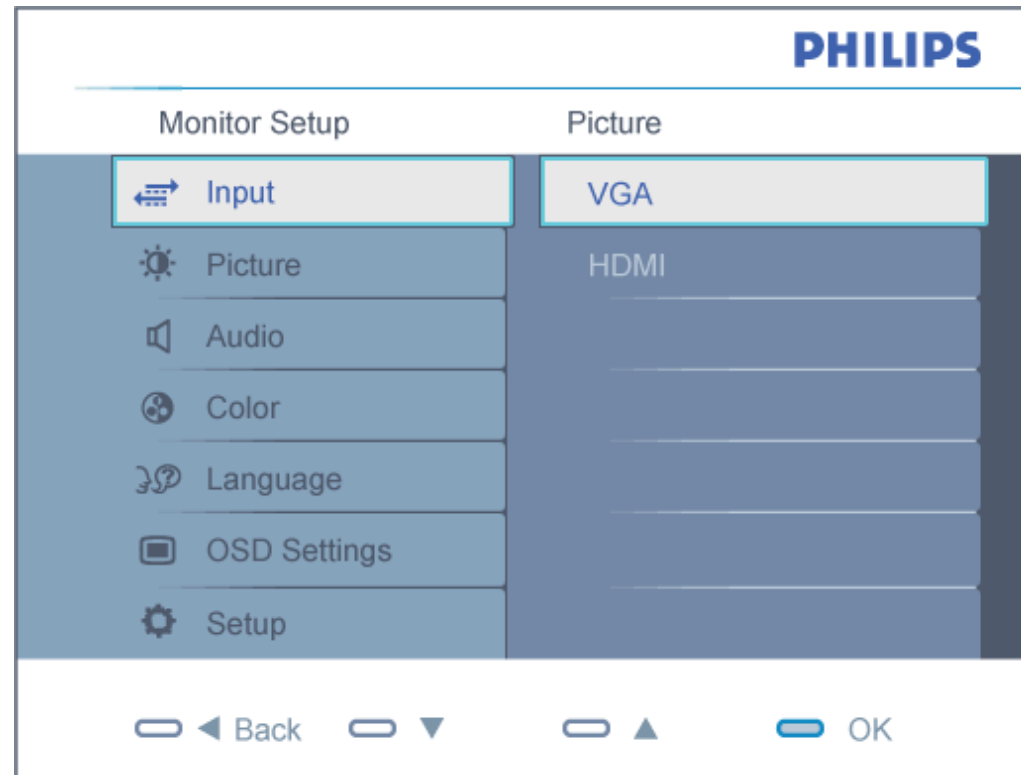 PHILIPS
Monitor Setup
Picture
Input
VGA
Picture
HDMI
Audio
Color
Language
OSD Settings
Setup
Back
OK